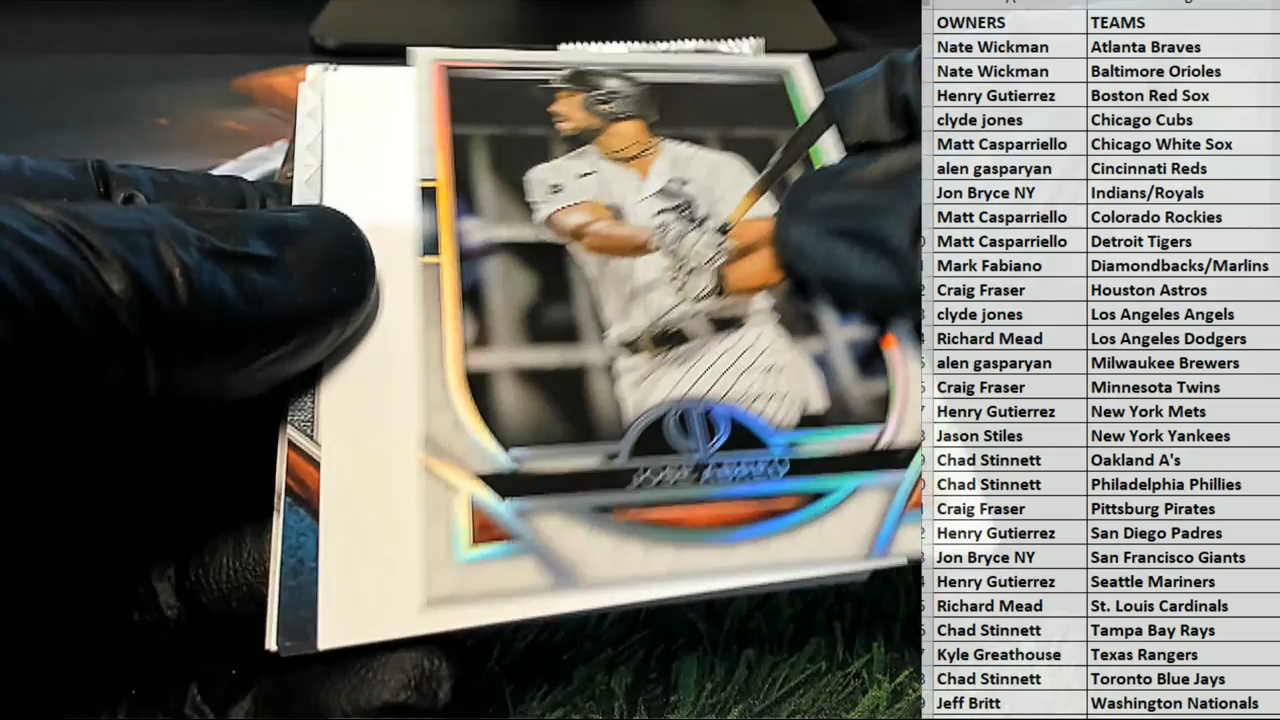 OWNERS TEAMS
Nate Wickman Atlanta Braves
Nate Wickman Baltimore Orioles
Henry Gutierrez Boston Red Sox
clyde jones Chicago Cubs
Matt Casparriello Chicago White Sox
alen gasparyan Cincinnati Reds
Jon Bryce NY Indians/Royals
Matt Casparriello Colorado Rockies
Matt Casparriello Detroit Tigers
Mark Fabiano Diamondbacks/Marlins
Craig Fraser Houston Astros
clyde jones Los Angeles Angels
Richard Mead Los Angeles Dodgers
alen gasparyan Milwaukee Brewers
Craig Fraser Minnesota Twins
Henry Gutierrez New York Mets
Jason Stiles New York Yankees
Chad Stinnett Oakland A's
Chad Stinnett Philadelphia Phillies
Craig Fraser Pittsburg Pirates
Henry Gutierrez San Diego Padres
Jon Bryce NY San Francisco Giants
Henry Gutierrez Seattle Mariners
Richard Mead St. Louis Cardinals
Chad Stinnett Tampa Bay Rays
Kyle Greathouse Texas Rangers
Chad Stinnett Toronto Blue Jays
Jeff Britt Washington Nationals